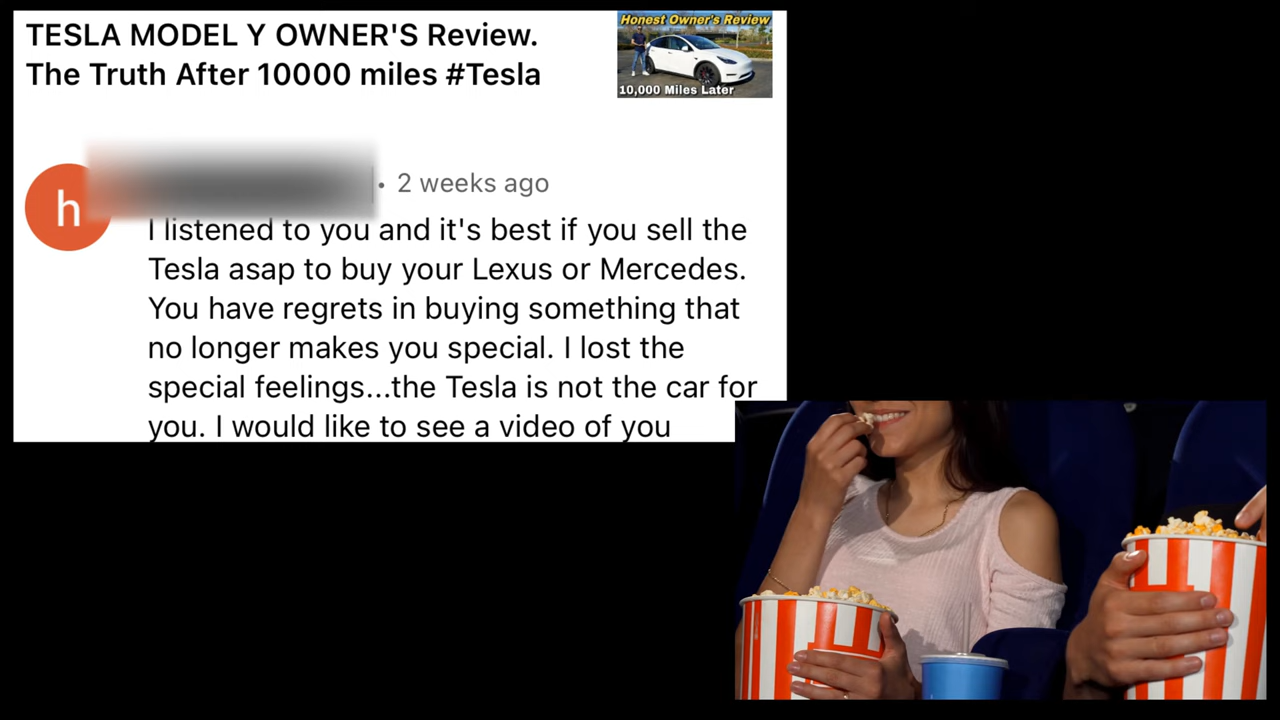 TESLA MODEL Y OWNER'S Review.
The Truth After 10000 miles #Tesla
Honest Owner's Review
10,000 Miles Later
h
• 2 weeks ago
I listened to you and it's best if you sell the
Tesla asap to buy your Lexus or Mercedes.
You have regrets in buying something that
no longer makes you special. I lost the
special feelings...the Tesla is not the car for
you. I would like to see a video of you